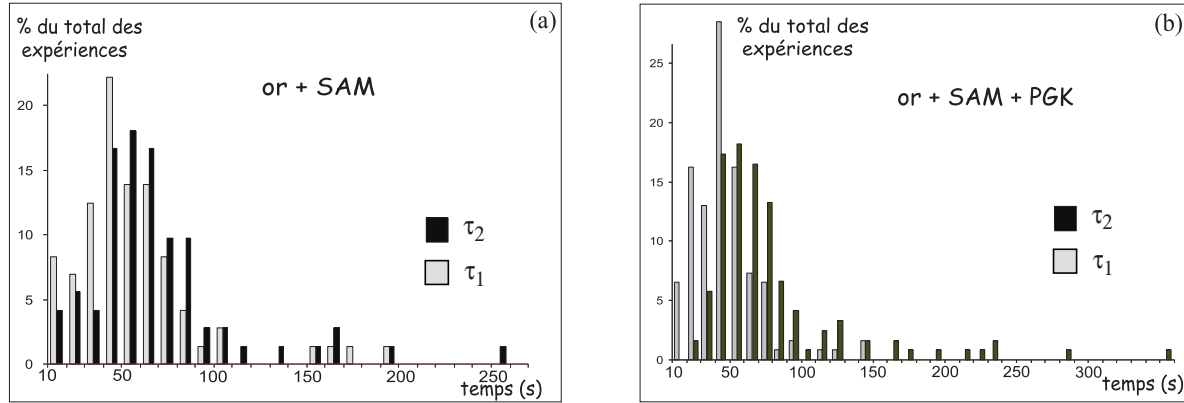 (a)
% du total des
expériences
or + SAM
20
15
10
5
0
τ2
τ1
10 50 100 150 200 250
temps (s)
(b)
% du total des
expériences
or + SAM + PGK
25
20
15
10
5
0
τ2
τ1
10 50 100 150 200 250 300
temps (s)